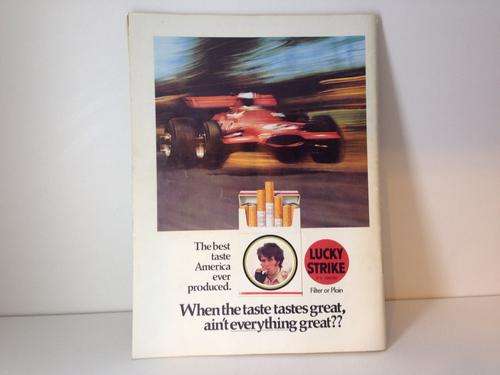 The best
taste
America
ever
produced.
LUCKY
STRIKE
Filter or Plain
When the taste tastes great,
ain't everything great??